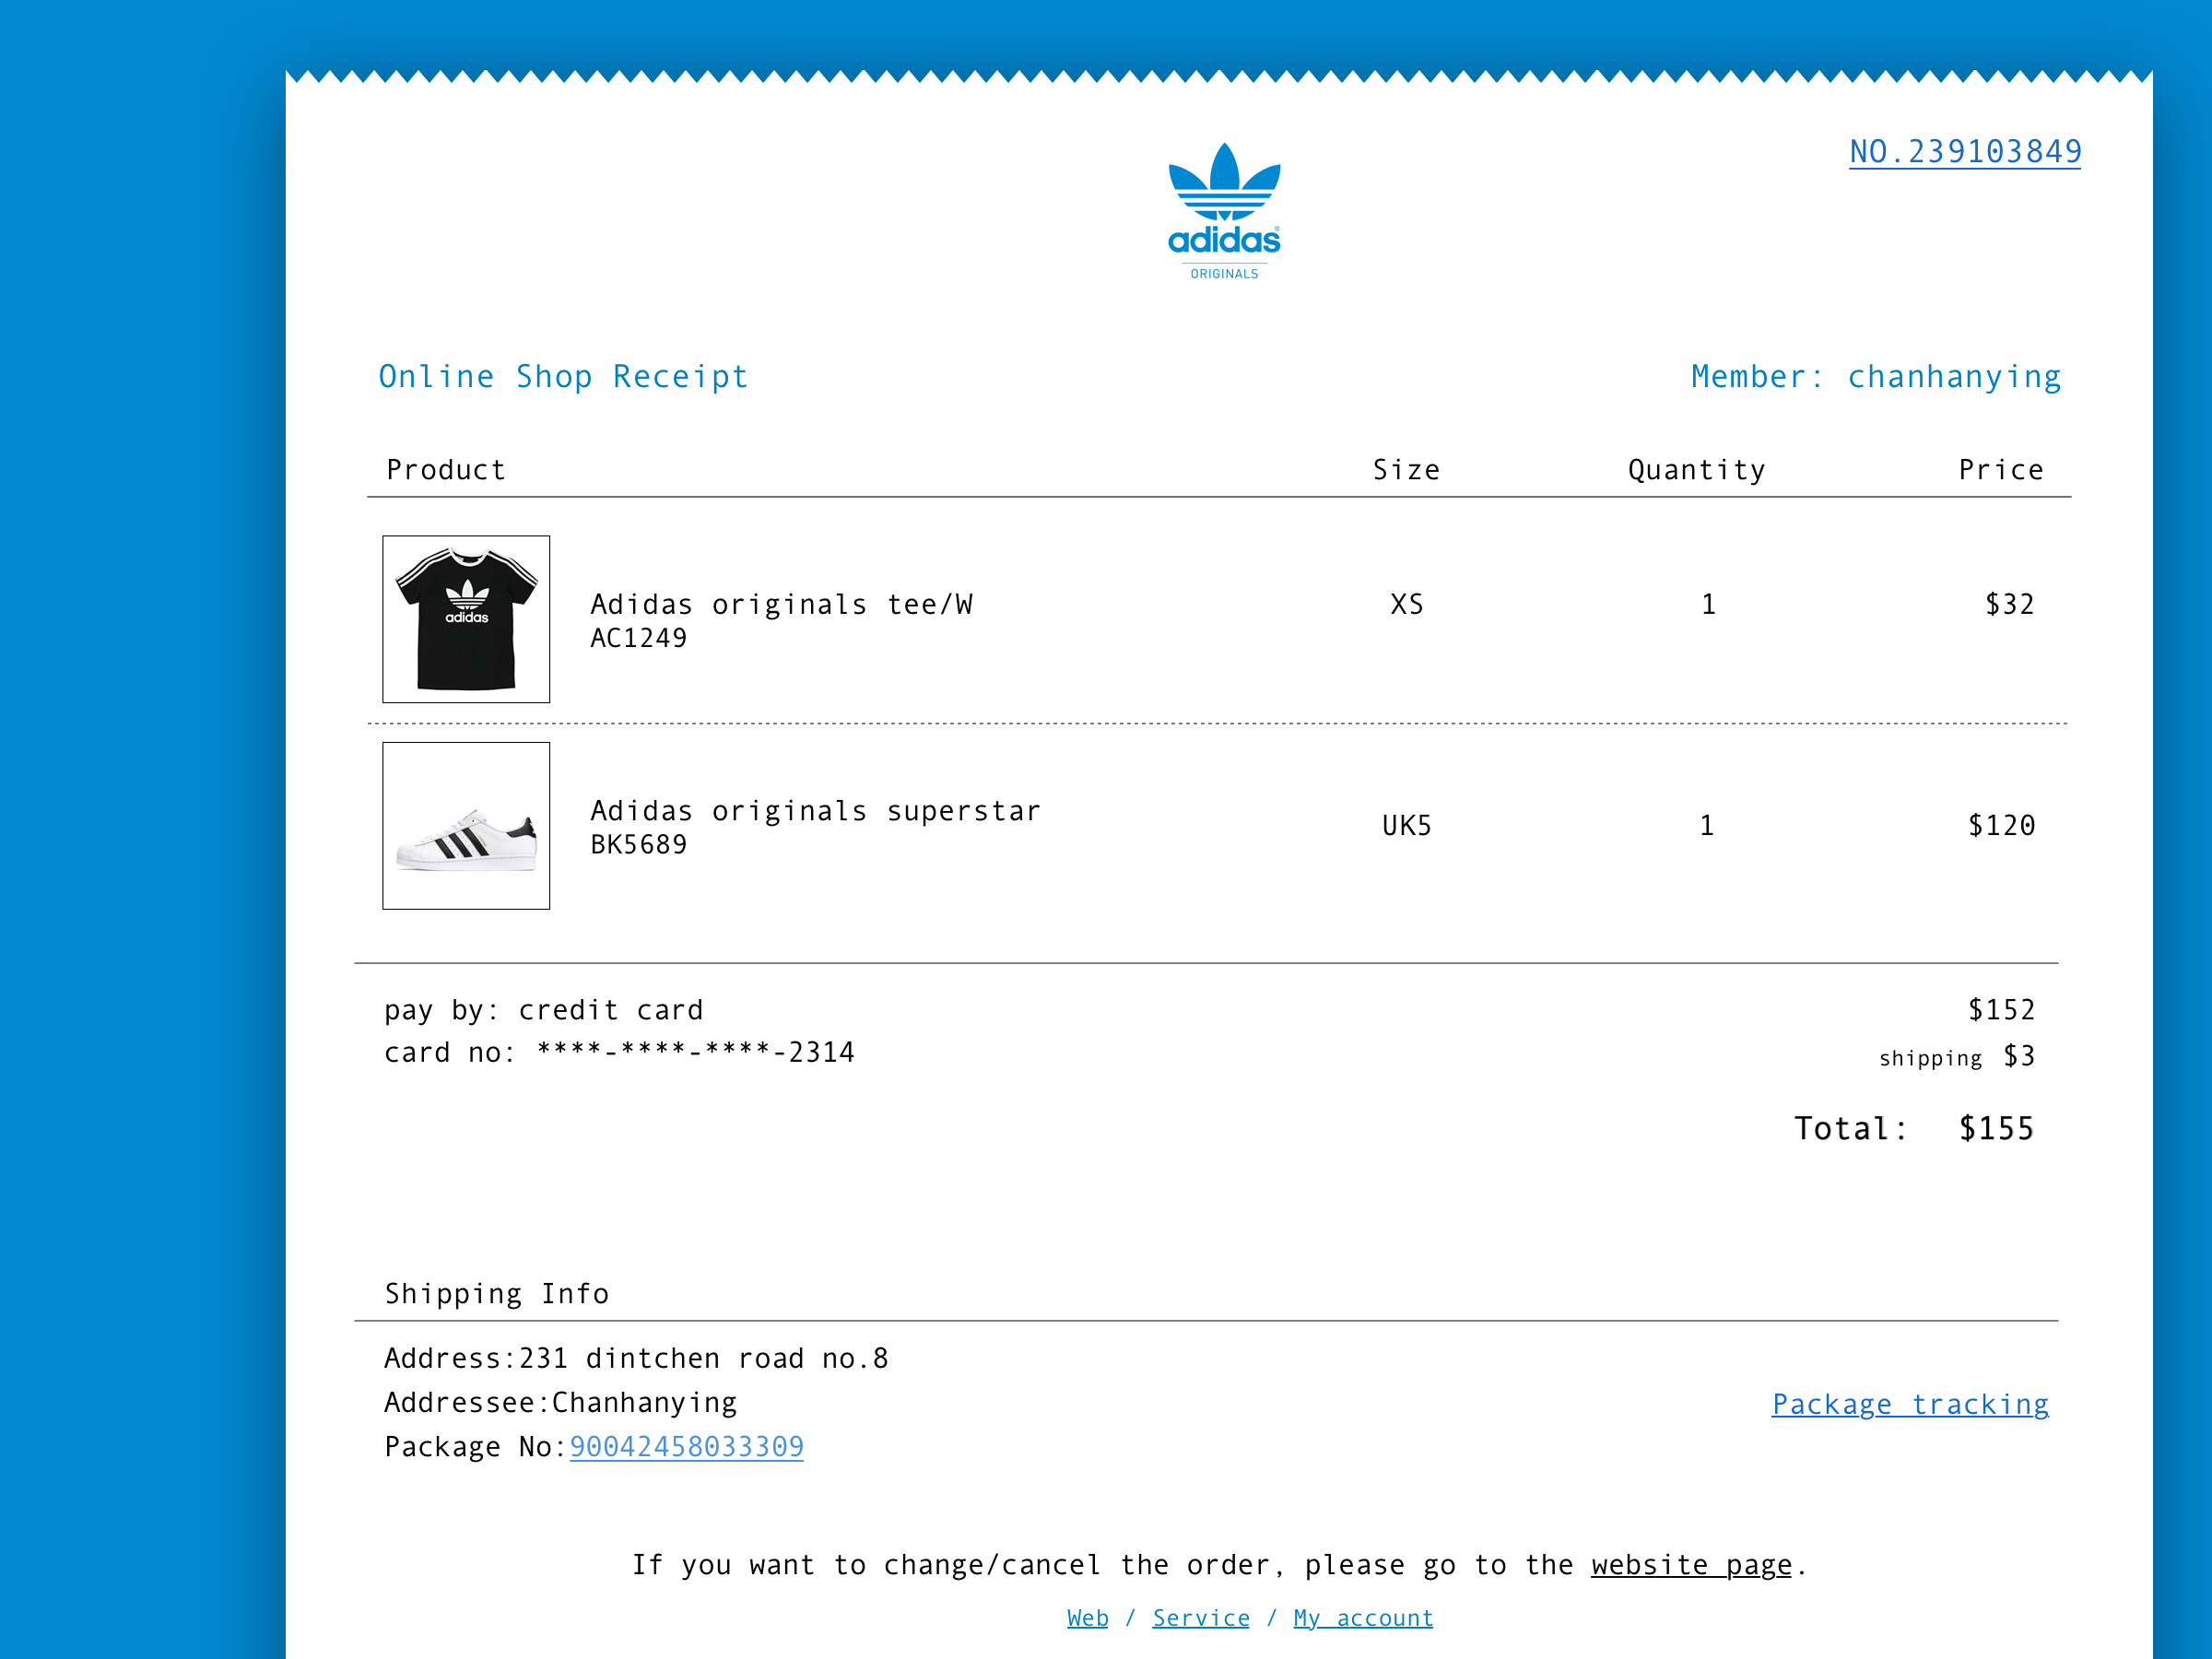 NO.239103849
adidas
ORIGINALS
Online Shop Receipt
Member: chanhanying
Product Size Quantity Price
adidas
Adidas originals tee/W XS 1 $32
AC1249
Adidas originals superstar UK5 1 $120
BK5689
pay by: credit card $152
card no: ****-****-****-2314 shipping $3
Total: $155
Shipping Info
Address:231 dintchen road no.8
Addressee:Chanhanying
Package tracking
Package No:90042458033309
If you want to change/cancel the order, please go to the website page.
Web / Service / My account